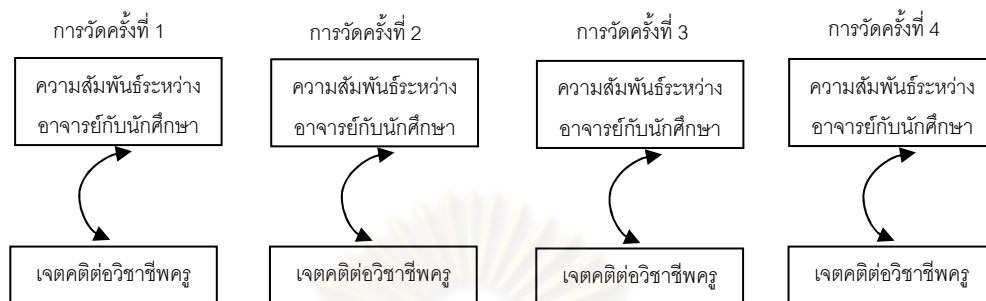 การวัดครั้งที่ 1
การวัดครั้งที่ 2
การวัดครั้งที่ 3
การวัดครั้งที่ 4
ความสัมพันธ์ระหว่าง
อาจารย์กับนักศึกษา
ความสัมพันธ์ระหว่าง
อาจารย์กับนักศึกษา
ความสัมพันธ์ระหว่าง
อาจารย์กับนักศึกษา
ความสัมพันธ์ระหว่าง
อาจารย์กับนักศึกษา
เจตคติต่อวิชาชีพครู
เจตคติต่อวิชาชีพครู
เจตคติต่อวิชาชีพครู
เจตคติต่อวิชาชีพครู